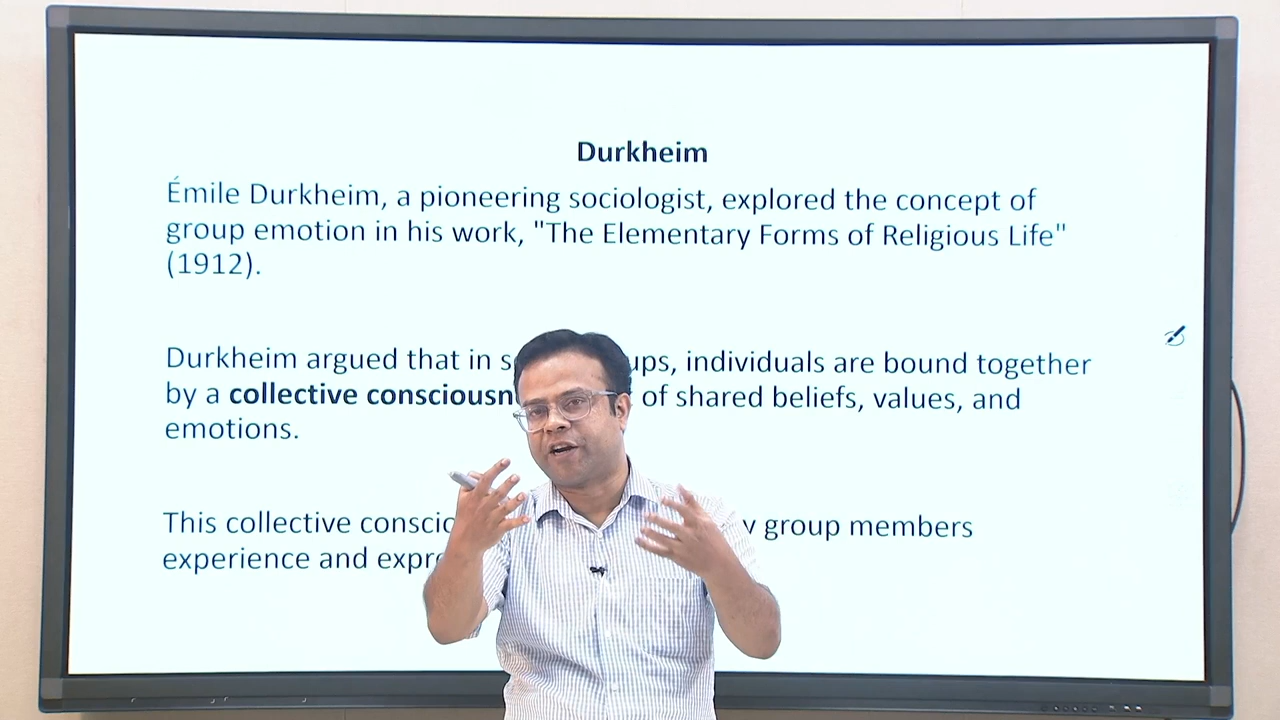 Durkheim
Émile Durkheim, a pioneering sociologist, explored the concept of
group emotion in his work, "The Elementary Forms of Religious Life"
(1912).
Durkheim argued that in ups, individuals are bound together
by a collective consciousn of shared beliefs, values, and
emotions.
This collective conscio group members
experience and expr